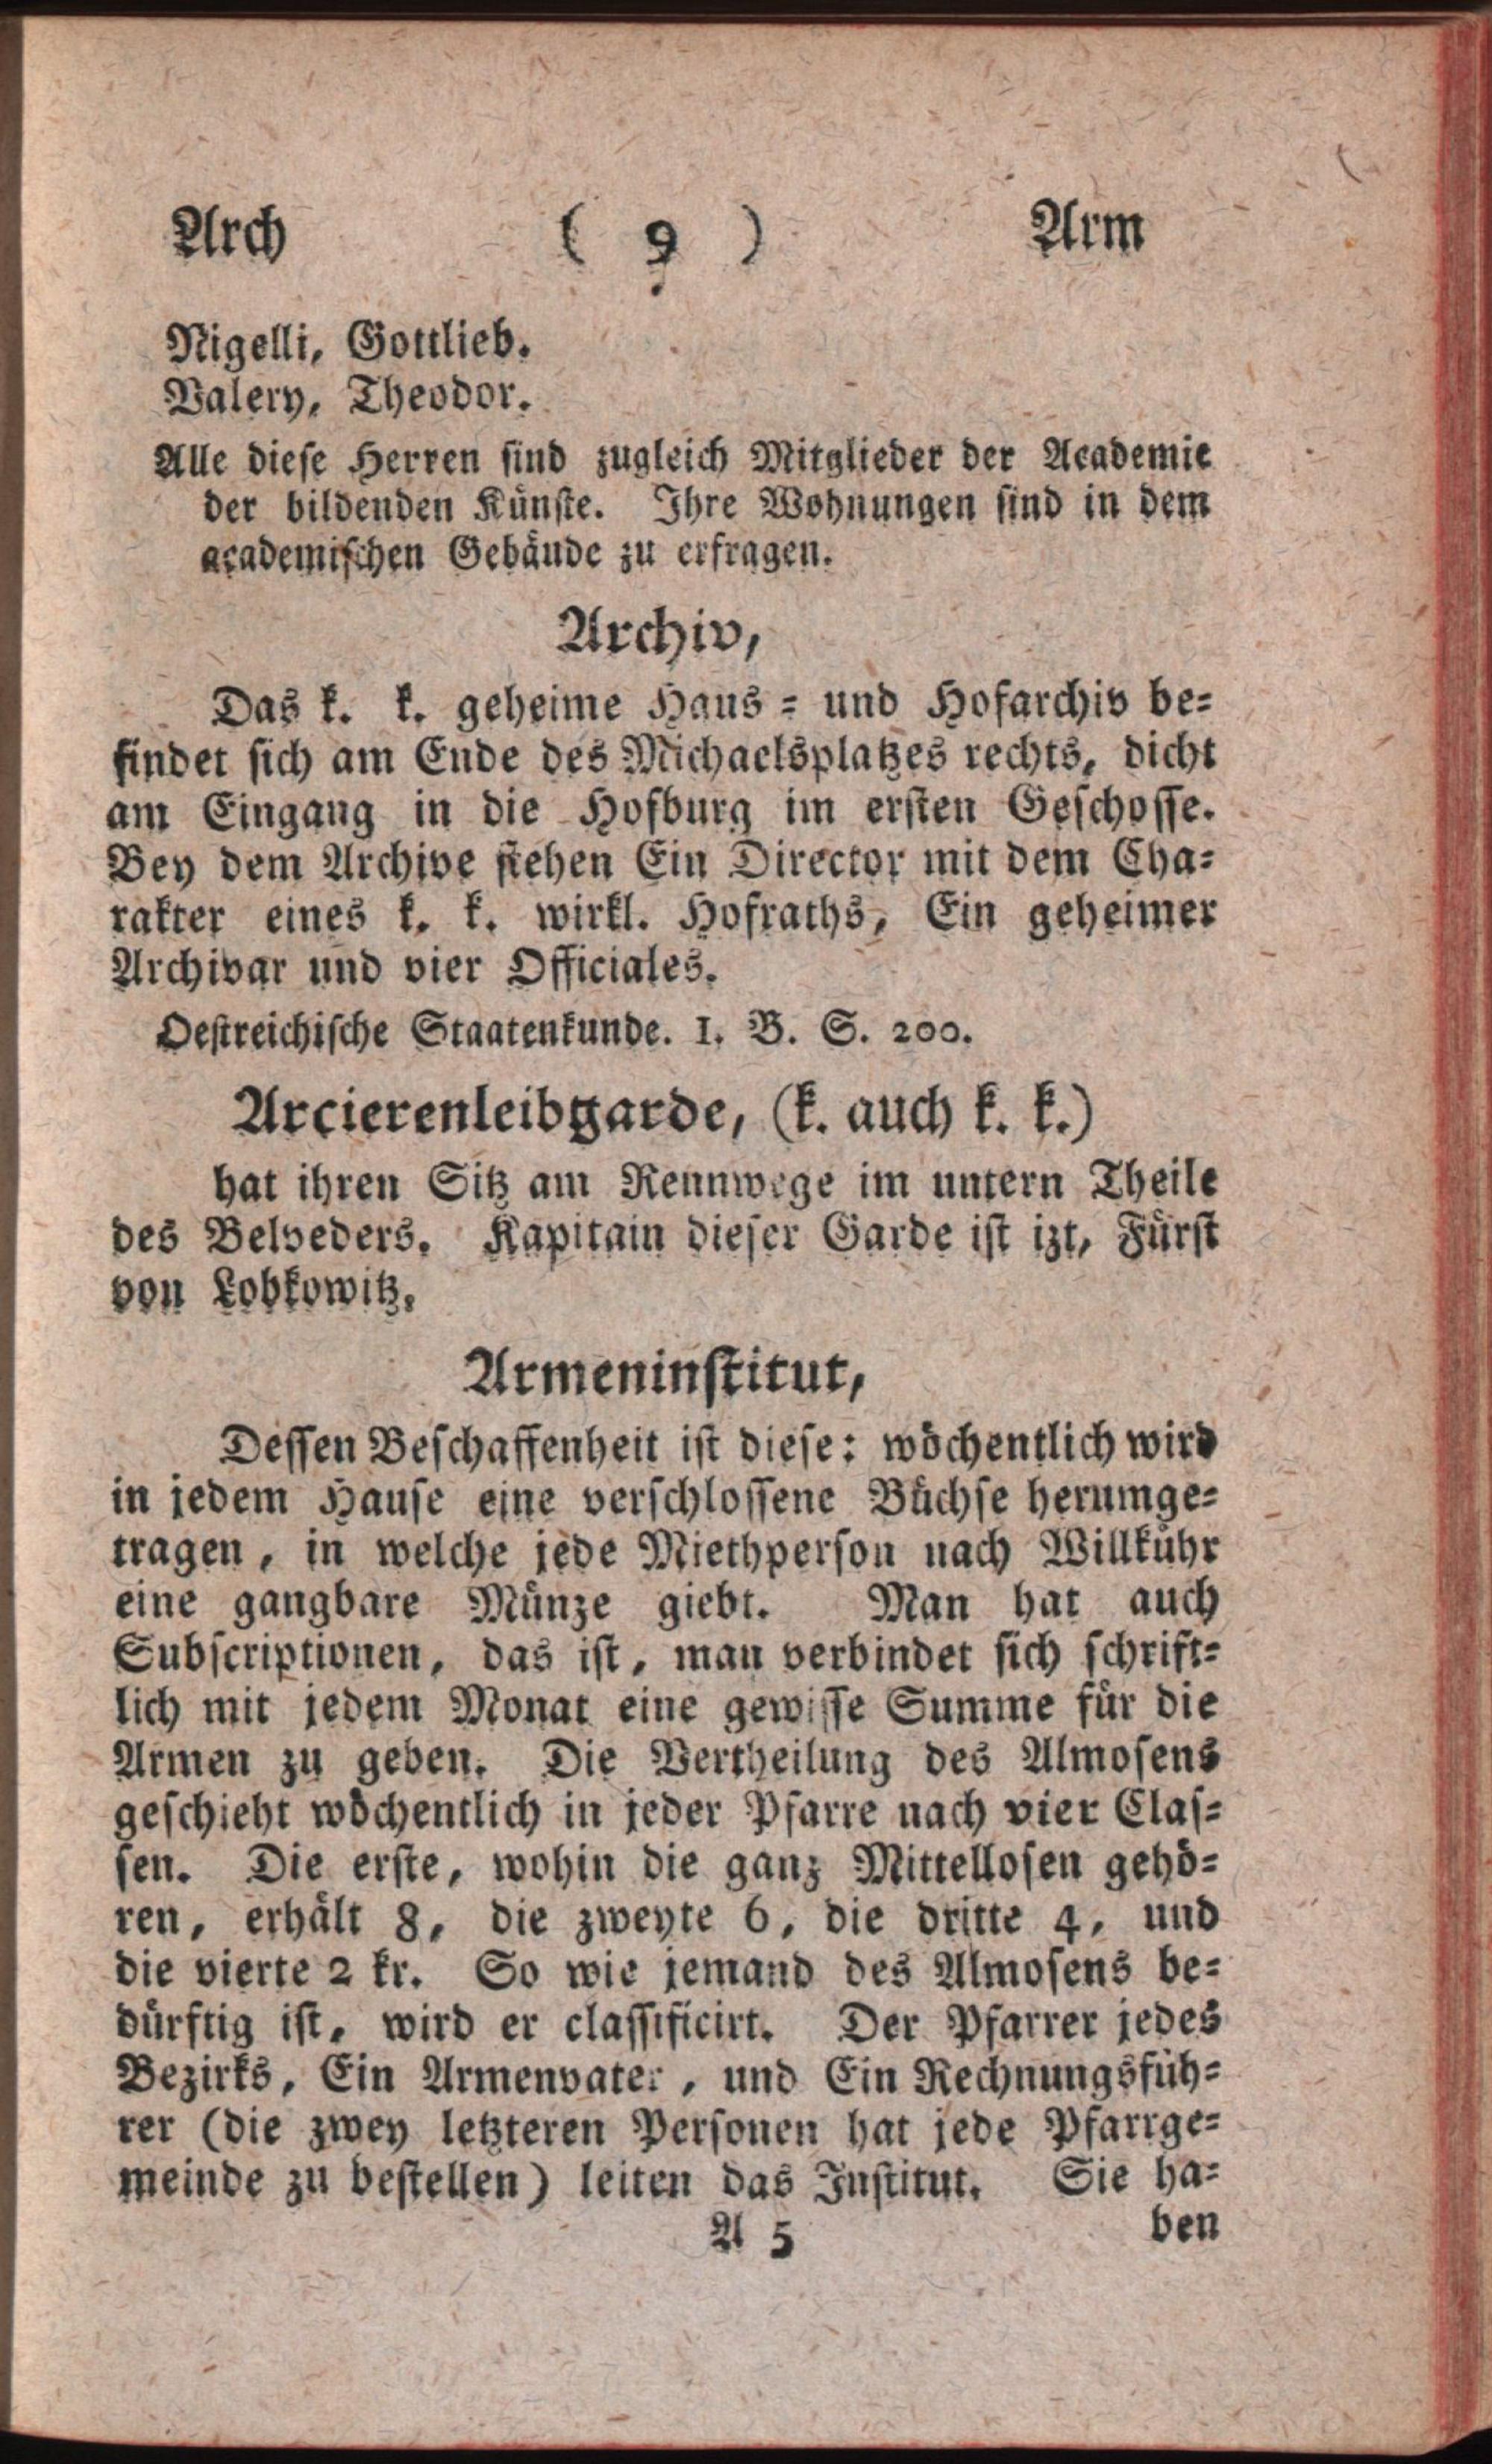 Arch ( 9 ) Arm
Nigelli, Gottlieb.
Valery, Theodor.
Alle diese Herren sind zugleich Mitglieder der Academie
der bildenden Künste. Ihre Wohnungen sind in dem
academischen Gebäude zu erfragen.
Archiv,
Das k. k. geheime Haus = und Hofarchiv be=
findet sich am Ende des Michaelsplatzes rechts, dicht
am Eingang in die Hofburg im ersten Geschosse.
Bey dem Archive stehen Ein Director mit dem Cha=
rakter eines k. k. wirkl. Hofraths, Ein geheimer
Archivar und vier Officiales.
Oestreichische Staatenkunde. I. B. S. 200.
Arcierenleibgarde, (k. auch k. k.)
hat ihren Sitz am Rennwege im untern Theile
des Belveders. Kapitain dieser Garde ist izt, Fürst
von Lobkowitz.
Armeninstitut,
Dessen Beschaffenheit ist diese: wöchentlich wird
in jedem Hause eine verschlossene Büchse herumge=
tragen, in welche jede Miethperson nach Willkühr
eine gangbare Münze giebt. Man hat auch
Subscriptionen, das ist, man verbindet sich schrift=
lich mit jedem Monat eine gewisse Summe für die
Armen zu geben. Die Vertheilung des Almosens
geschieht wöchentlich in jeder Pfarre nach vier Clas=
sen. Die erste, wohin die ganz Mittellosen gehö=
ren, erhält 8, die zweyte 6, die dritte 4, und
die vierte 2 kr. So wie jemand des Almosens be=
dürftig ist, wird er classificirt. Der Pfarrer jedes
Bezirks, Ein Armenvater, und Ein Rechnungsfüh=
rer (die zwey letzteren Personen hat jede Pfarrge=
meinde zu bestellen) leiten das Institut. Sie ha=
A 5 ben